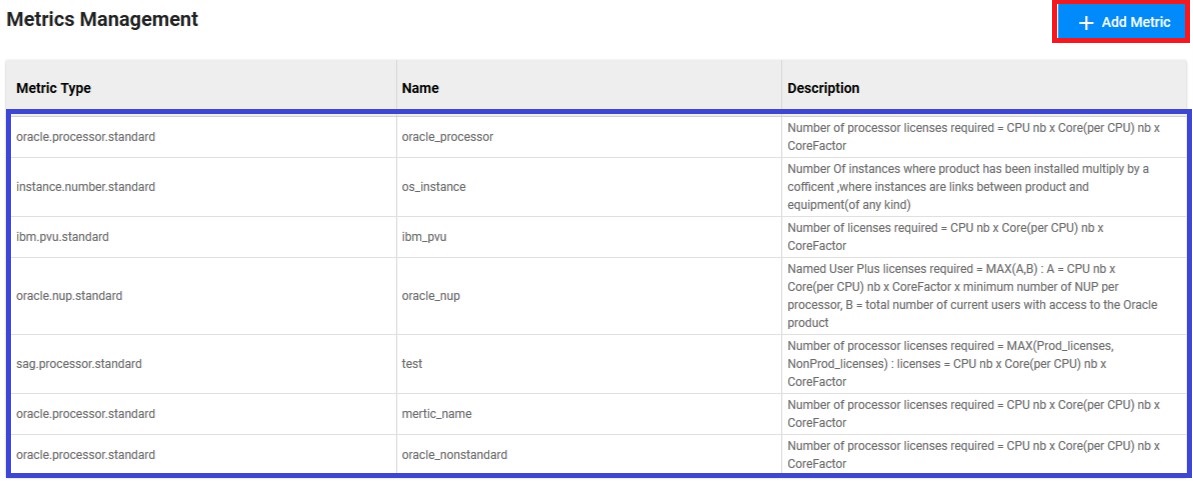 Metrics Management
+ Add Metric
Metric Type Name Description
oracle.processor.standard oracle_processor Number of processor licenses required = CPU nb x Core(per CPU) nb x
CoreFactor
instance.number.standard os_instance Number Of instances where product has been installed multiply by a
cofficent ,where instances are links between product and
equipment(of any kind)
ibm.pvu.standard ibm_pvu Number of licenses required = CPU nb x Core(per CPU) nb x
CoreFactor
oracle.nup.standard oracle_nup Named User Plus licenses required = MAX(A,B) : A = CPU nb x
Core(per CPU) nb x CoreFactor x minimum number of NUP per
processor, B = total number of current users with access to the Oracle
product
sag.processor.standard test Number of processor licenses required = MAX(Prod_licenses,
NonProd_licenses) : licenses = CPU nb x Core(per CPU) nb x
CoreFactor
oracle.processor.standard mertic_name Number of processor licenses required = CPU nb x Core(per CPU) nb x
CoreFactor
oracle.processor.standard oracle_nonstandard Number of processor licenses required = CPU nb x Core(per CPU) nb x
CoreFactor